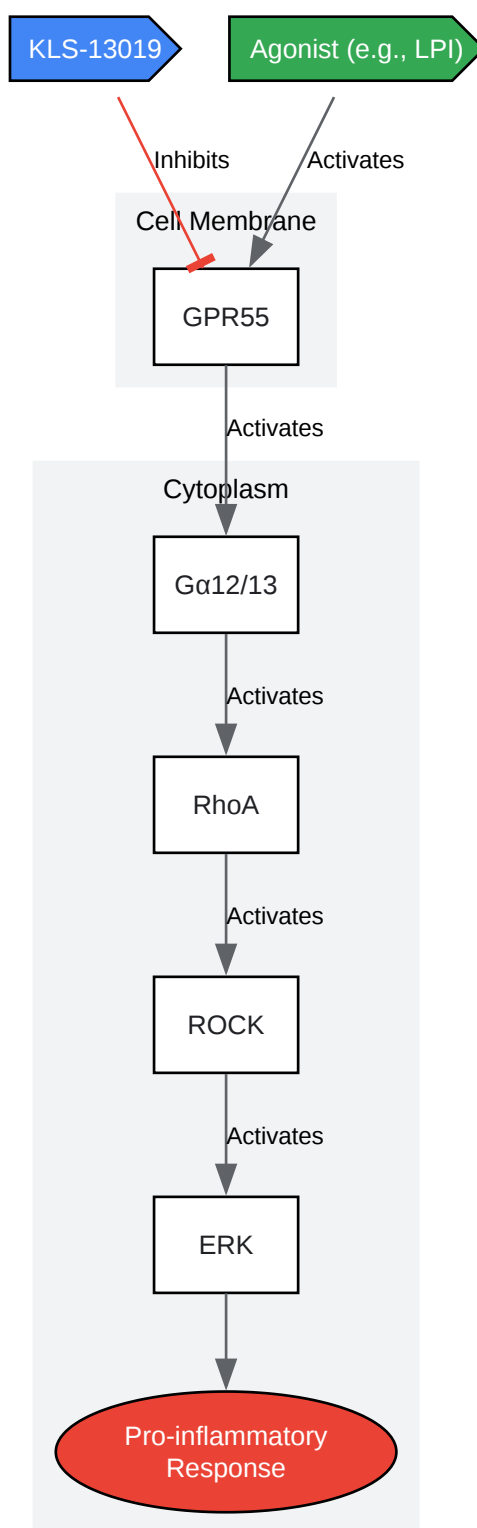 KLS-13019
Agonist (e.g., LPI)
Inhibits
Activates
Cell Membrane
GPR55
Activates
Cytoplasm
Gα12/13
Activates
RhoA
Activates
ROCK
Activates
ERK
Pro-inflammatory
Response